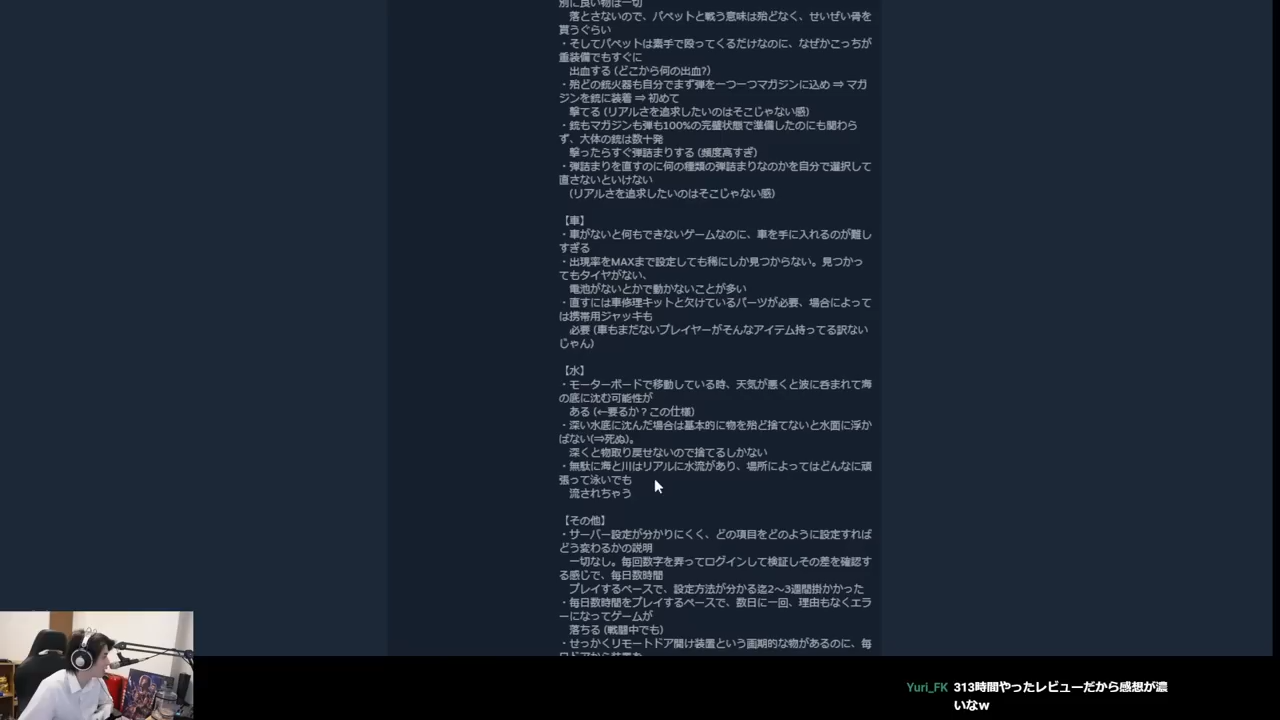 別に良い物は一切
落とさないので、パペットと戦う意味は殆どなく、せいぜい骨を
貰うぐらい
・そしてパペットは素手で殴ってくるだけなのに、なぜかこっちが
重装備でもすぐに
出血する (どこから何の出血?)
・殆どの銃火器も自分でまず弾を一つ一つマガジンに込め ⇒ マガ
ジンを銃に装着 ⇒ 初めて
撃てる (リアルさを追求したいのはそこじゃない感)
・銃もマガジンも弾も100%の完璧状態で準備したのにも関わら
ず、大体の銃は数十発
撃ったらすぐ弾詰まりする (頻度高すぎ)
・弾詰まりを直すのに何の種類の弾詰まりなのかを自分で選択して
直さないといけない
(リアルさを追求したいのはそこじゃない感)
【車】
・車がないと何もできないゲームなのに、車を手に入れるのが難し
すぎる
・出現率をMAXまで設定しても稀にしか見つからない。見つかっ
てもタイヤがない、
電池がないとかで動かないことが多い
・直すには車修理キットと欠けているパーツが必要、場合によって
は携帯用ジャッキも
必要 (車もまだないプレイヤーがそんなアイテム持ってる訳ない
じゃん)
【水】
・モーターボードで移動している時、天気が悪くと波に呑まれて海
の底に沈む可能性が
ある (←要るか？この仕様)
・深い水底に沈んだ場合は基本的に物を殆ど捨てないと水面に浮か
ばない(⇒死ぬ)。
深くと物取り戻せないので捨てるしかない
・無駄に海と川はリアルに水流があり、場所によってはどんなに頑
張って泳いでも
流されちゃう
【その他】
・サーバー設定が分かりにくく、どの項目をどのように設定すれば
どう変わるかの説明
一切なし。毎回数字を弄ってログインして検証しその差を確認す
る感じで、毎日数時間
プレイするペースで、設定方法が分かる迄2～3週間掛かかった
・毎日数時間をプレイするペースで、数日に一回、理由もなくエラ
ーになってゲームが
落ちる (戦闘中でも)
・せっかくリモートドア開け装置という画期的な物があるのに、毎
Yuri_FK 313時間やったレビューだから感想が濃
いなw